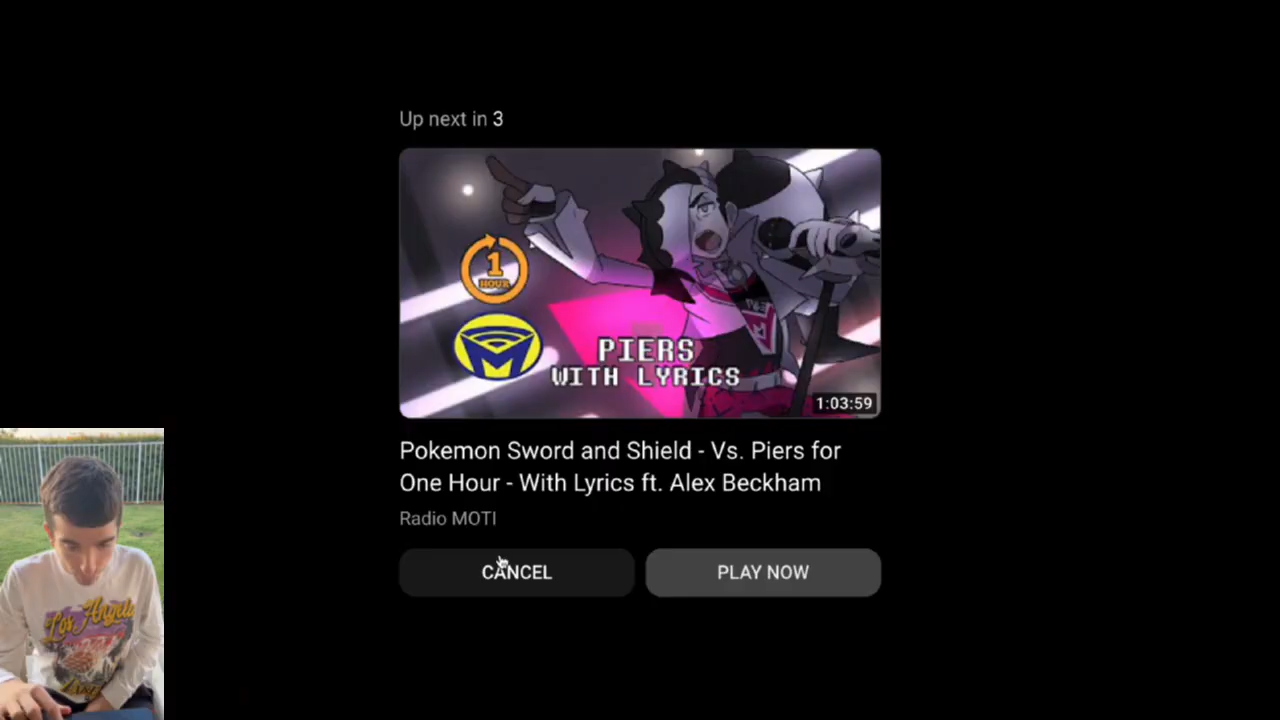 Up next in 3
1
HOUR
M
PIERS
WITH LYRICS
1:03:59
Pokemon Sword and Shield - Vs. Piers for
One Hour - With Lyrics ft. Alex Beckham
Radio MOTI
CANCEL
PLAY NOW
Los Angeles